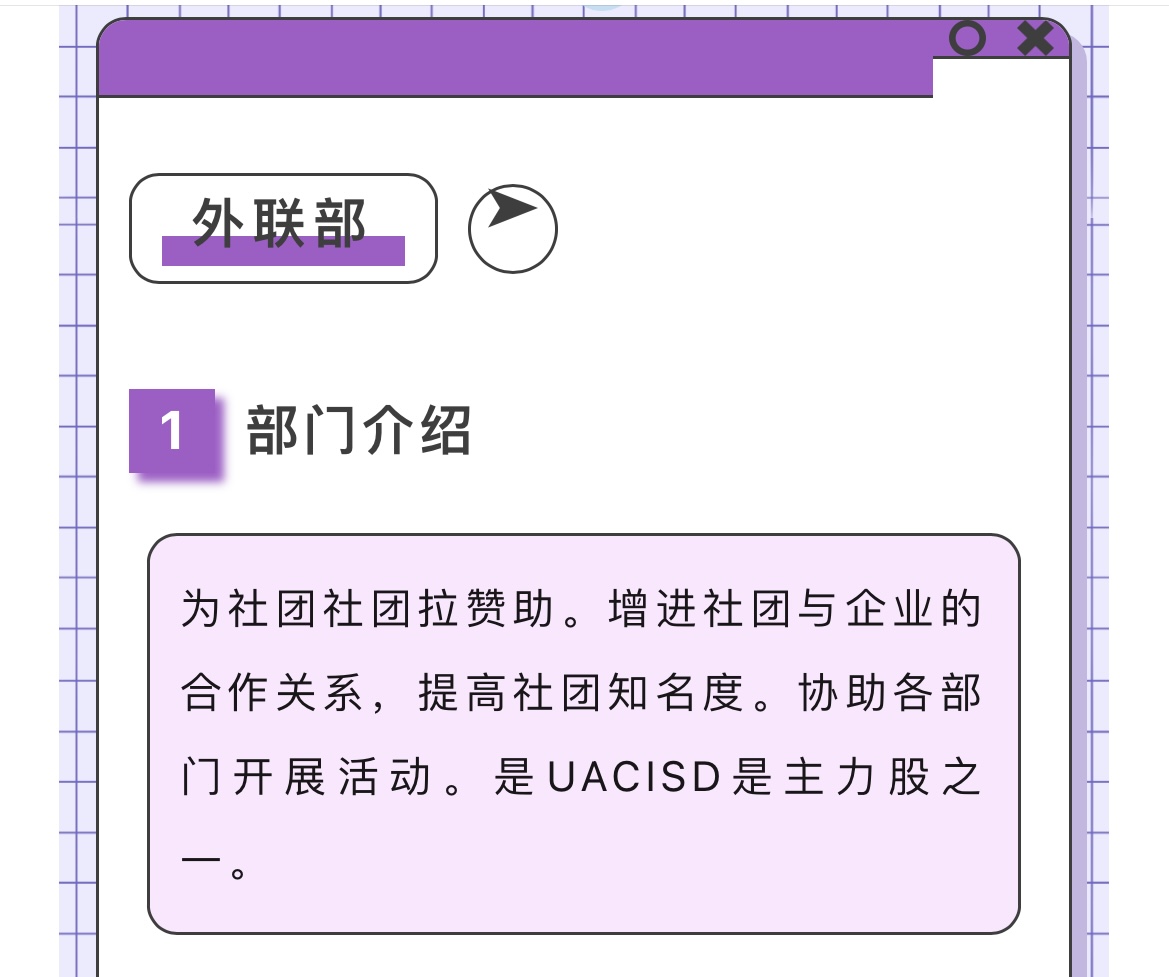 外联部
1 部门介绍
为社团社团拉赞助。增进社团与企业的
合作关系，提高社团知名度。协助各部
门开展活动。是UACISD是主力股之
一。